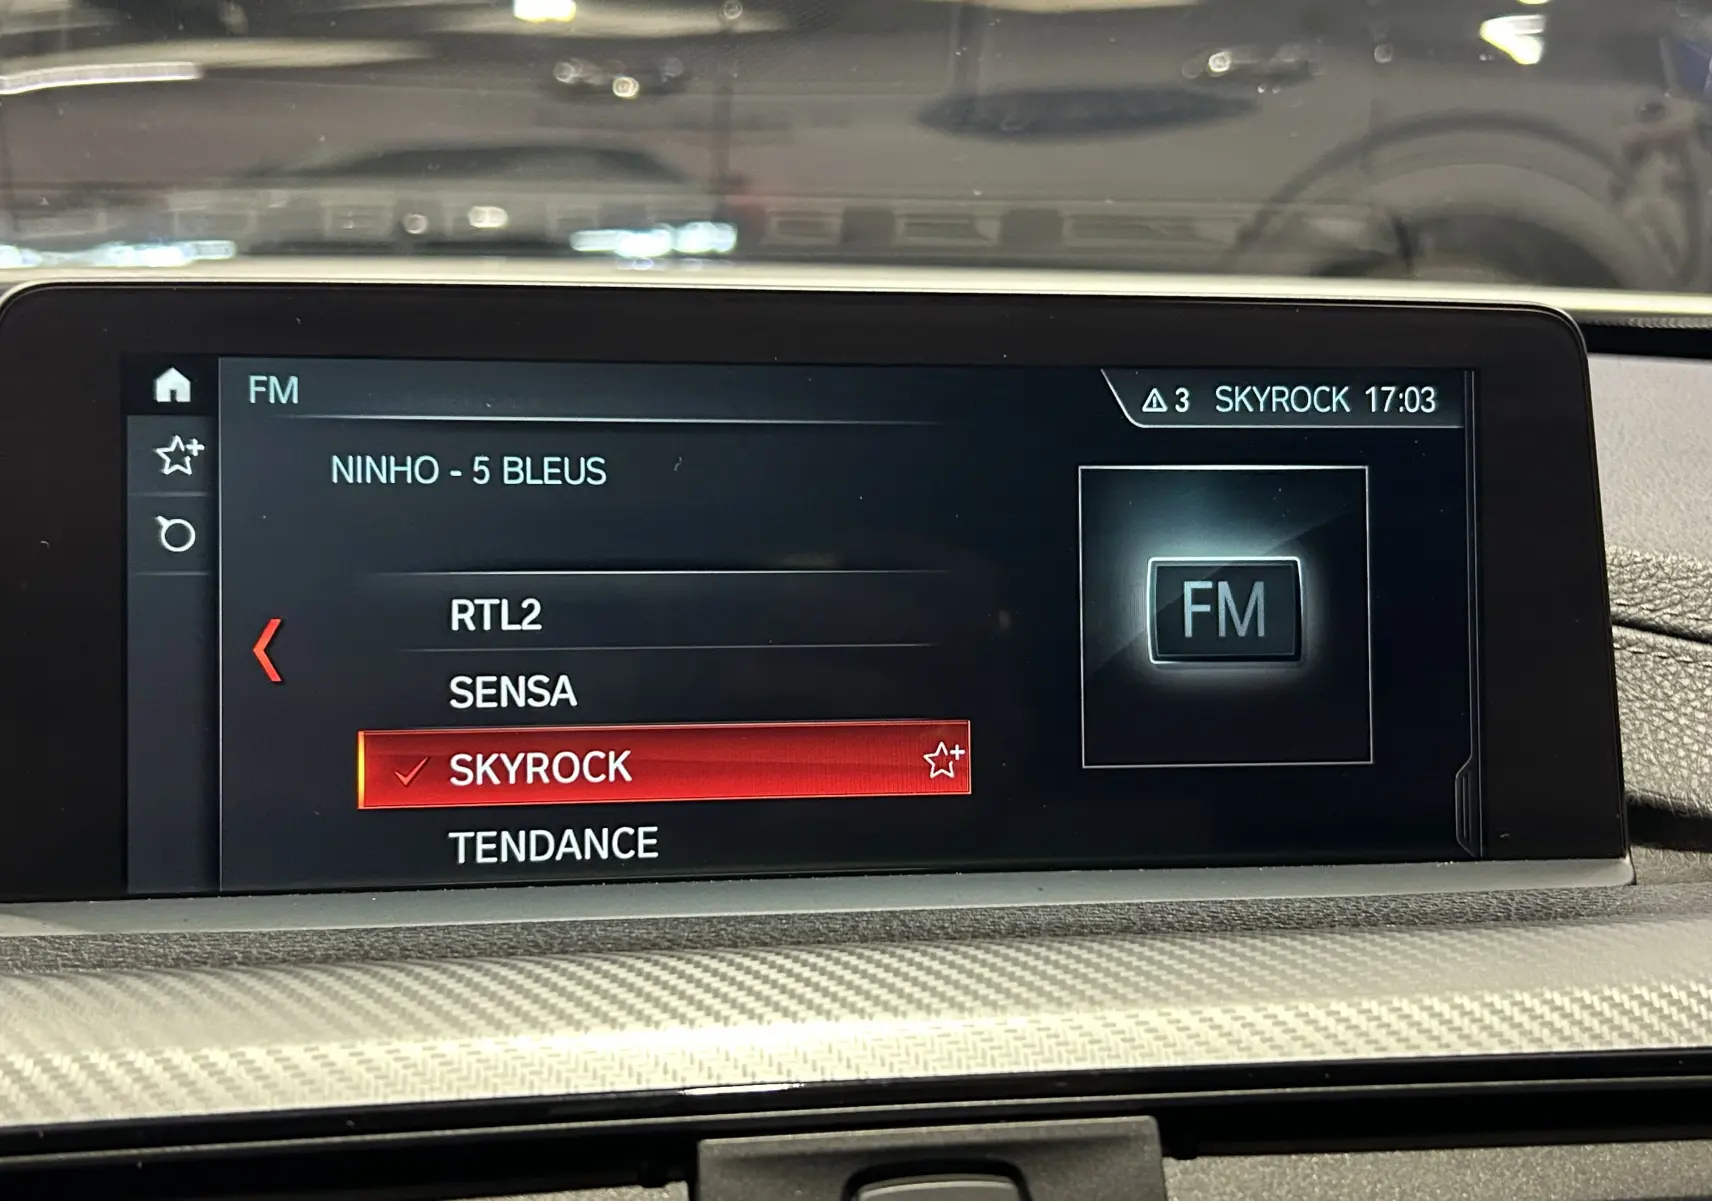 FM
3 SKYROCK 17:03
NINHO - 5 BLEUS
RTL2
SENSA
SKYROCK
TENDANCE
FM